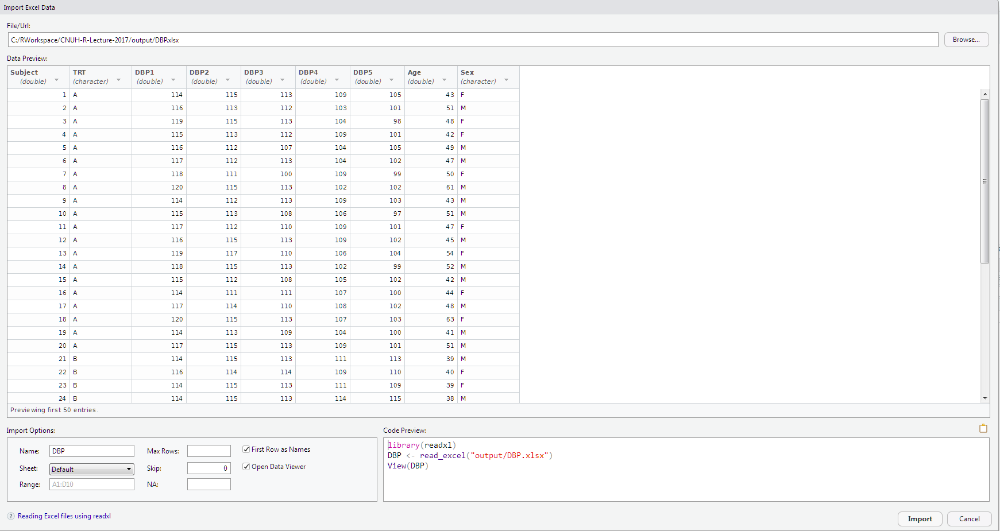 Import Excel Data
File/Url:
C:/RWorkspace/CNUH-R-Lecture-2017/output/DBP.xlsx
Browse...
Data Preview:
Subject TRT DBP1 DBP2 DBP3 DBP4 DBP5 Age Sex
(double) (character) (double) (double) (double) (double) (double) (double) (character)
1 A 114 115 113 109 105 43 F
2 A 116 113 112 103 101 51 M
3 A 119 115 113 104 98 48 F
4 A 115 113 112 109 101 42 F
5 A 116 112 107 104 105 49 M
6 A 117 112 113 104 102 47 M
7 A 118 111 100 109 99 50 F
8 A 120 115 113 102 102 61 M
9 A 114 112 113 109 103 43 M
10 A 115 113 108 106 97 51 M
11 A 117 112 110 109 101 47 F
12 A 116 115 113 109 102 45 M
13 A 119 117 110 106 104 54 F
14 A 118 115 113 102 99 52 M
15 A 115 112 108 105 102 42 M
16 A 114 111 111 107 100 44 F
17 A 117 114 110 108 102 48 M
18 A 120 115 113 107 103 63 F
19 A 114 113 109 104 100 41 M
20 A 117 115 113 109 101 51 M
21 B 114 115 113 111 113 39 M
22 B 116 114 114 109 110 40 F
23 B 114 115 113 111 109 39 F
24 B 114 115 113 114 115 38 M
Previewing first 50 entries.
Import Options:
Name: DBP Max Rows: First Row as Names
Sheet: Default Skip: 0 Open Data Viewer
Range: A1:D10 NA:
Code Preview:
library(readxl)
DBP <- read_excel("output/DBP.xlsx")
View(DBP)
? Reading Excel files using readxl
Import Cancel